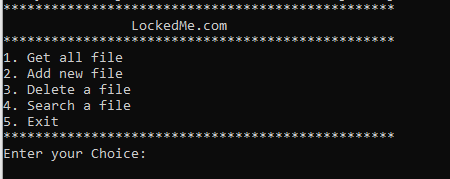 *************************************************
LockedMe.com
*************************************************
1. Get all file
2. Add new file
3. Delete a file
4. Search a file
5. Exit
*************************************************
Enter your Choice: